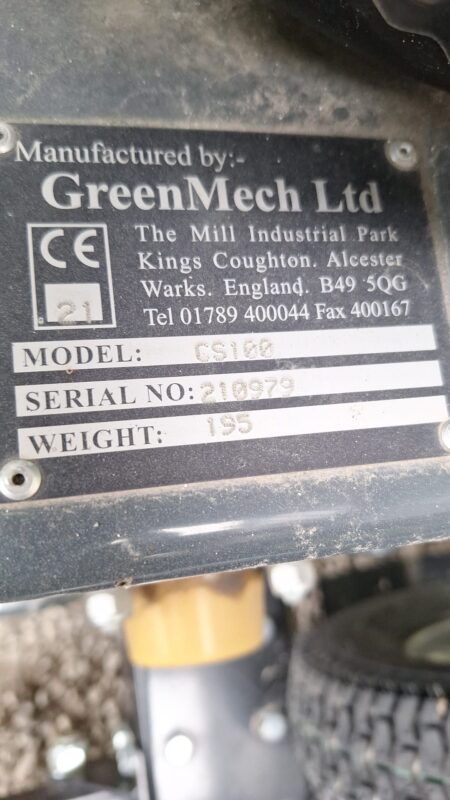 Manufactured by:-
GreenMech Ltd
CE
21
The Mill Industrial Park
Kings Coughton. Alcester
Warks. England. B49 5QG
Tel 01789 400044 Fax 400167
MODEL: CS100
SERIAL NO: 210979
WEIGHT: 195